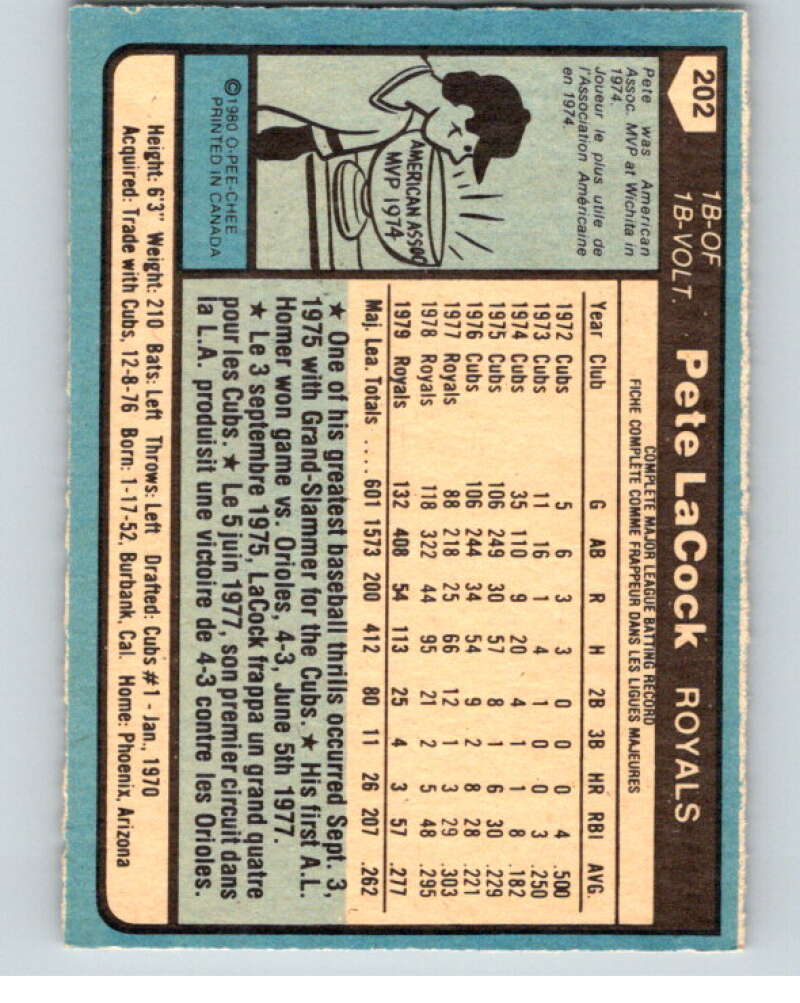 202
1B-OF
1B-VOLT.
Pete LaCock ROYALS
Pete was American
Assoc. MVP at Wichita in
1974.
Joueur le plus utile de
l'Association Américaine
en 1974.
AMERICAN ASSOC
MVP 1974
©1980 O-PEE-CHEE
PRINTED IN CANADA
COMPLETE MAJOR LEAGUE BATTING RECORD
FICHE COMPLÈTE COMME FRAPPEUR DANS LES LIGUES MAJEURES
Year Club G AB R H 2B 3B HR RBI AVG.
1972 Cubs 5 6 3 3 0 0 0 4 .500
1973 Cubs 11 16 1 4 1 0 0 3 .250
1974 Cubs 35 110 9 20 4 1 1 8 .182
1975 Cubs 106 249 30 57 8 1 6 30 .229
1976 Cubs 106 244 34 54 9 2 8 28 .221
1977 Royals 88 218 25 66 12 1 3 29 .303
1978 Royals 118 322 44 95 21 2 5 48 .295
1979 Royals 132 408 54 113 25 4 3 57 .277
Maj. Lea. Totals .... 601 1573 200 412 80 11 26 207 .262
★ One of his greatest baseball thrills occurred Sept. 3,
1975 with Grand-Slammer for the Cubs. ★ His first A.L.
Homer won game vs. Orioles, 4-3, June 5th 1977.
★ Le 3 septembre 1975, LaCock frappa un grand quatre
pour les Cubs. ★ Le 5 juin 1977, son premier circuit dans
la L.A. produisit une victoire de 4-3 contre les Orioles.
Height: 6'3" Weight: 210 Bats: Left Throws: Left Drafted: Cubs #1 - Jan., 1970
Acquired: Trade with Cubs, 12-8-76 Born: 1-17-52, Burbank, Cal. Home: Phoenix, Arizona